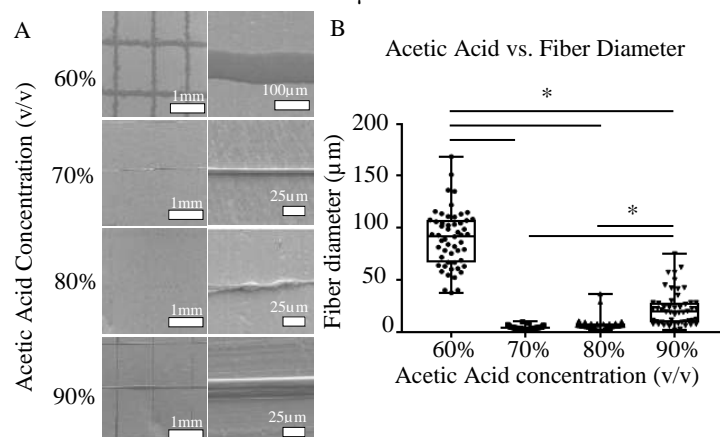 A
B
Acetic Acid Concentration (v/v)
60%
1mm
100µm
70%
1mm
25µm
80%
1mm
25µm
90%
1mm
25µm
Acetic Acid vs. Fiber Diameter
*
*
Fiber diameter (µm)
200
150
100
50
0
60% 70% 80% 90%
Acetic Acid concentration (v/v)